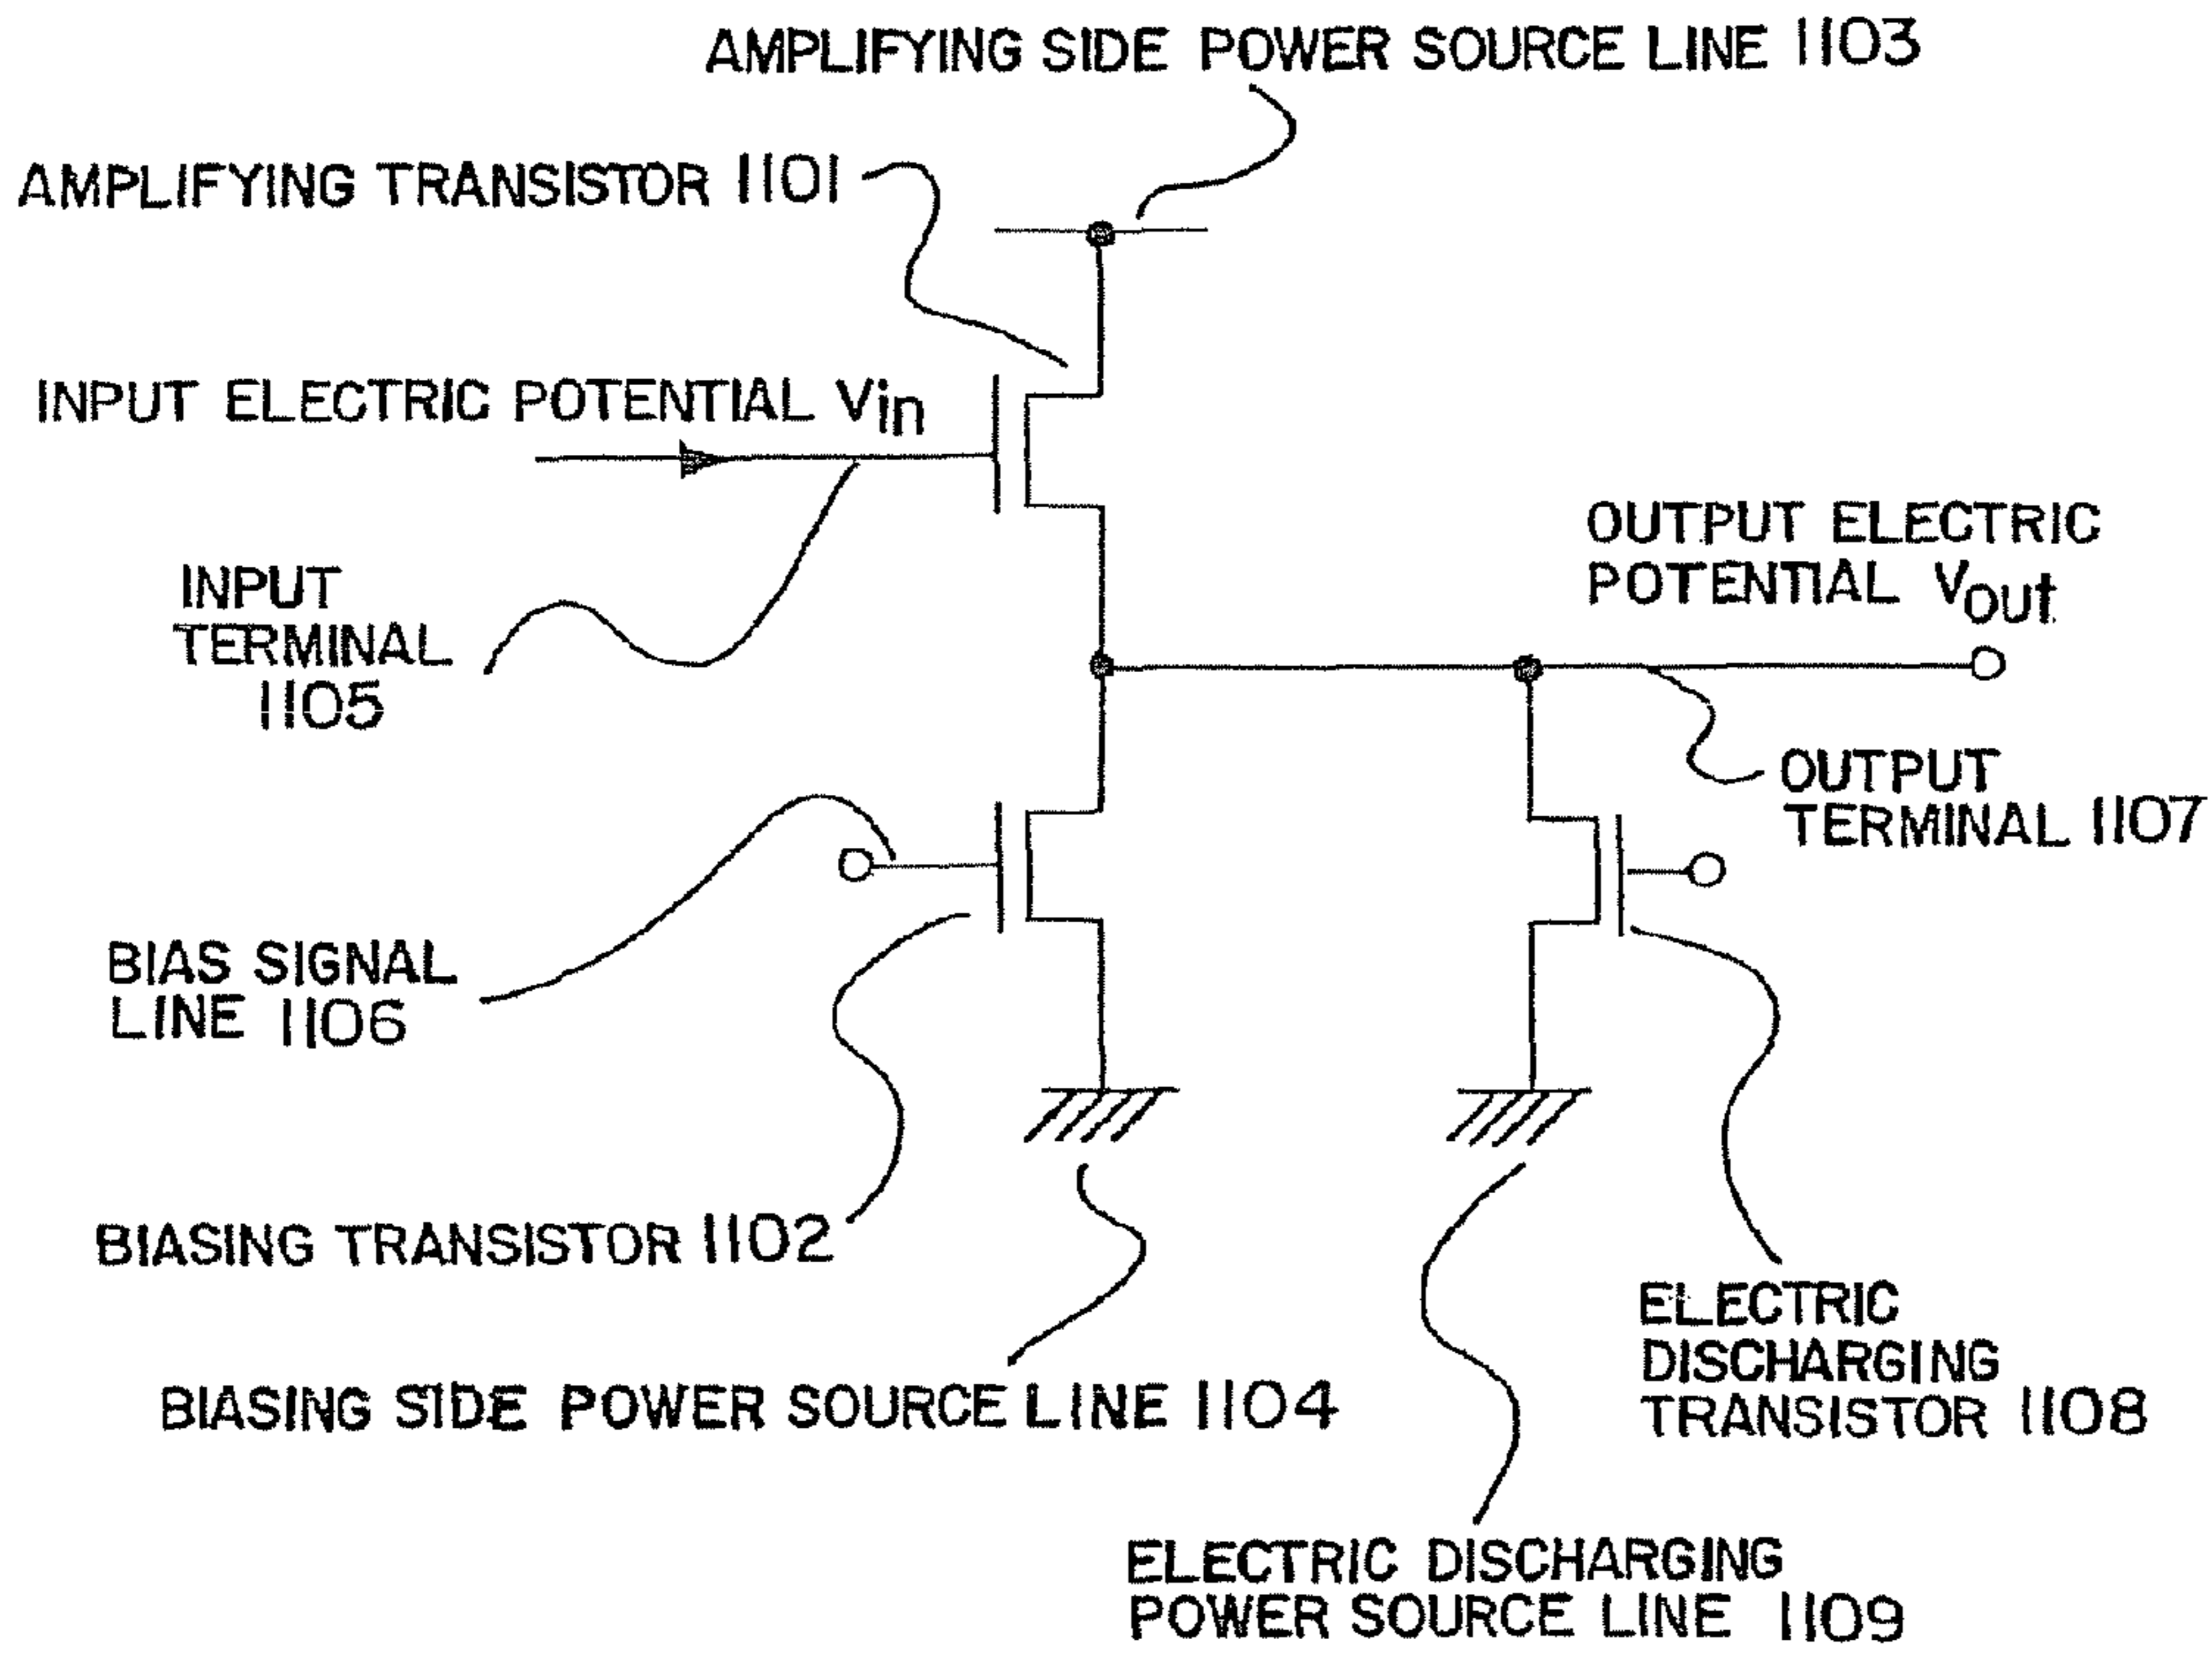 AMPLIFYING SIDE POWER SOURCE LINE 1103
AMPLIFYING TRANSISTOR 1101
INPUT ELECTRIC POTENTIAL Vin
INPUT
TERMINAL
1105
OUTPUT ELECTRIC
POTENTIAL Vout
OUTPUT
TERMINAL 1107
BIAS SIGNAL
LINE 1106
BIASING TRANSISTOR 1102
BIASING SIDE POWER SOURCE LINE 1104
ELECTRIC
DISCHARGING
TRANSISTOR 1108
ELECTRIC DISCHARGING
POWER SOURCE LINE 1109